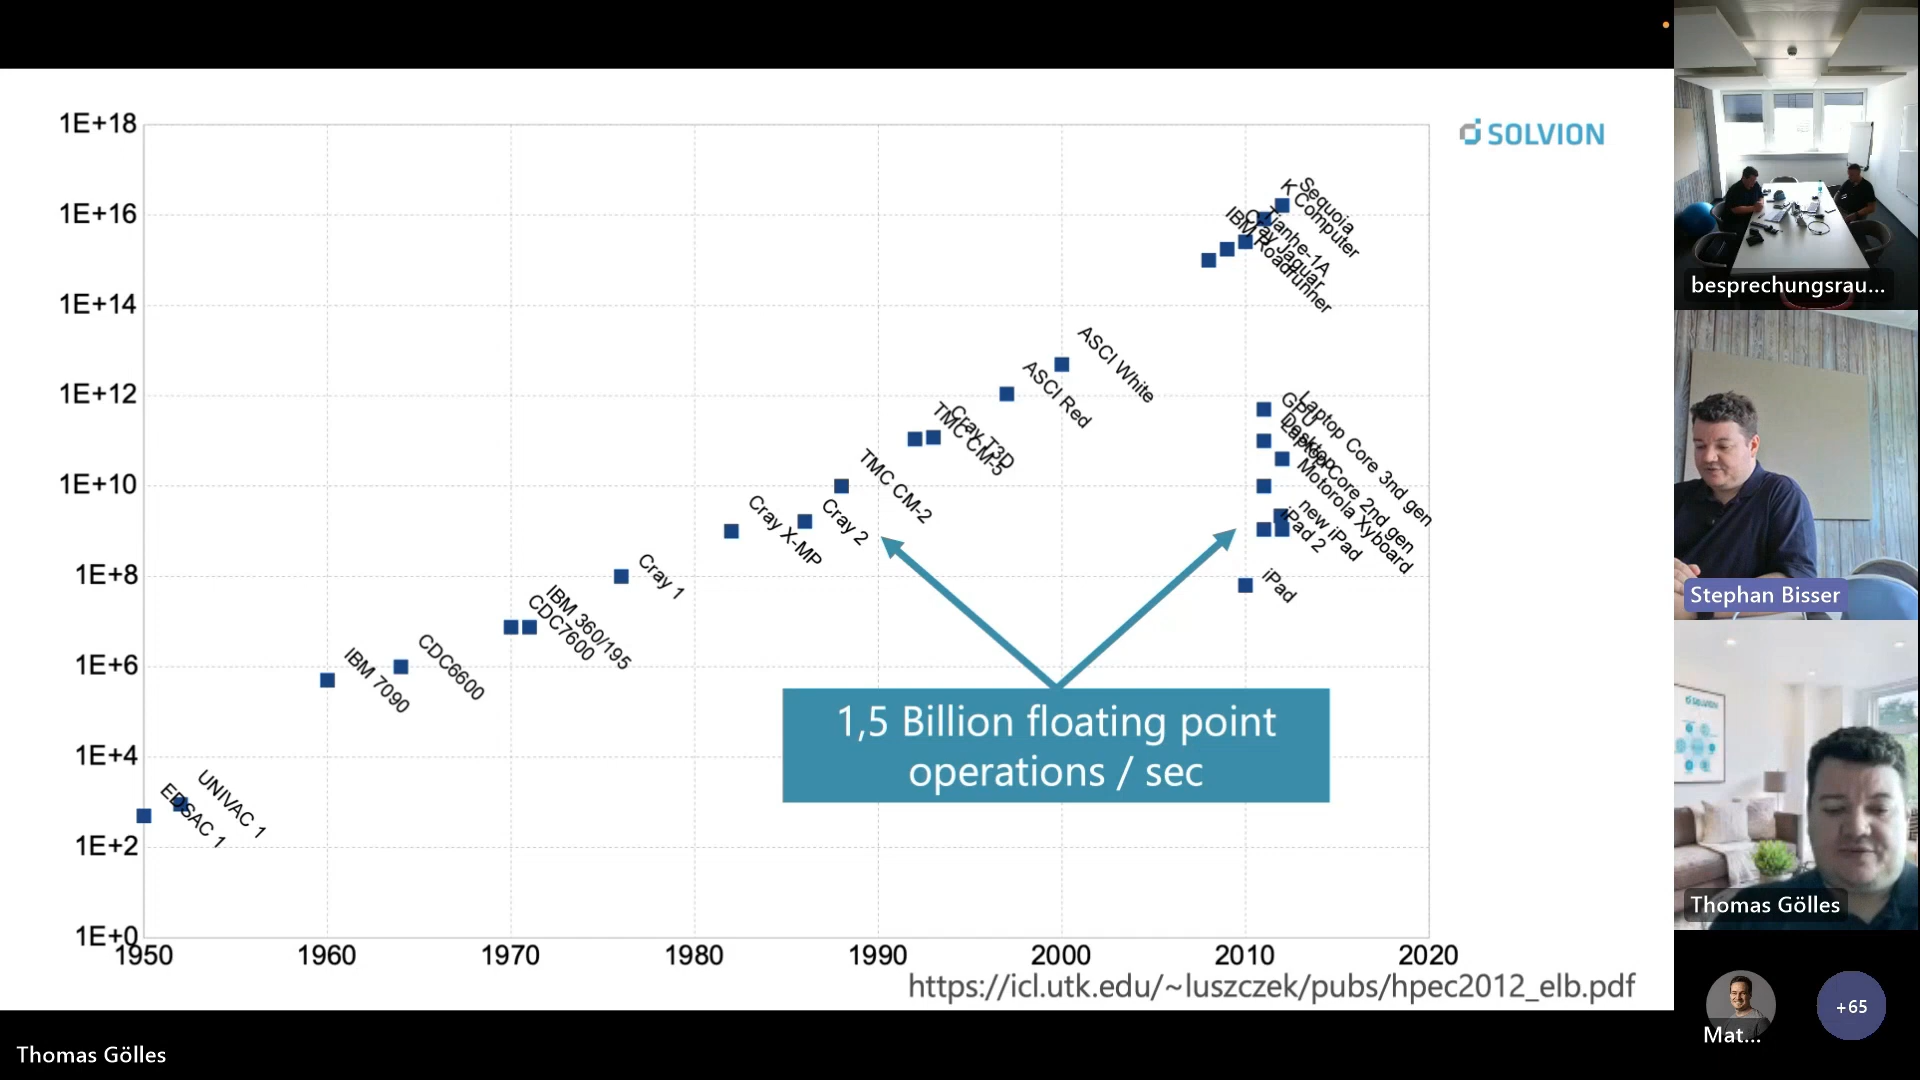 1E+18
1E+16
1E+14
1E+12
1E+10
1E+8
1E+6
1E+4
1E+2
1E+0
1950
1960
1970
1980
1990
2000
2010
2020
EDSAC 1
UNIVAC 1
IBM 7090
CDC6600
CDC7600
IBM 360/195
Cray 1
Cray X-MP
Cray 2
TMC CM-2
TMC CM-5
Cray T3D
ASCI Red
ASCI White
IBM Roadrunner
Cray Jaguar
Tianhe-1A
K Computer
Sequoia
GPU
Desktop
Laptop Core 3nd gen
Laptop Core 2nd gen
Motorola Xyboard
new iPad
iPad 2
iPad
1,5 Billion floating point
operations / sec
https://icl.utk.edu/~luszczek/pubs/hpec2012_elb.pdf
SOLVION
besprechungsrau...
Stephan Bisser
Thomas Gölles
Mat...
+65
Thomas Gölles